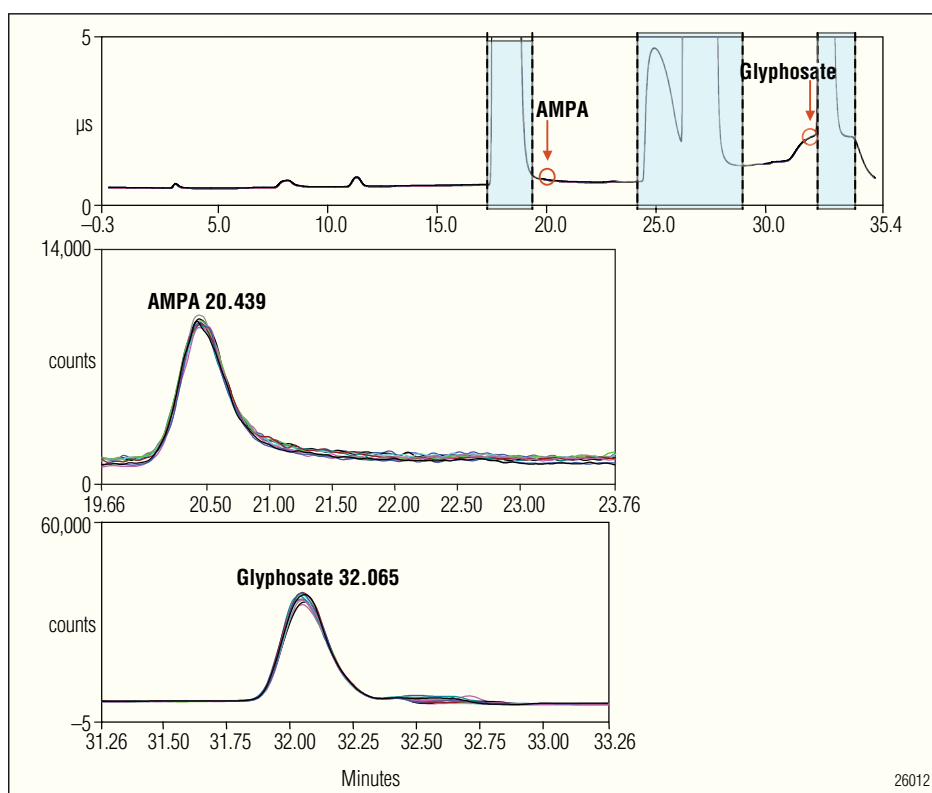 5
Glyphosate
AMPA
µs
0
–0.3 5.0 10.0 15.0 20.0 25.0 30.0 35.4
14,000
AMPA 20.439
counts
0
19.66 20.50 21.00 21.50 22.00 22.50 23.00 23.76
60,000
Glyphosate 32.065
counts
–5
31.26 31.50 31.75 32.00 32.25 32.50 32.75 33.00 33.26
Minutes
26012